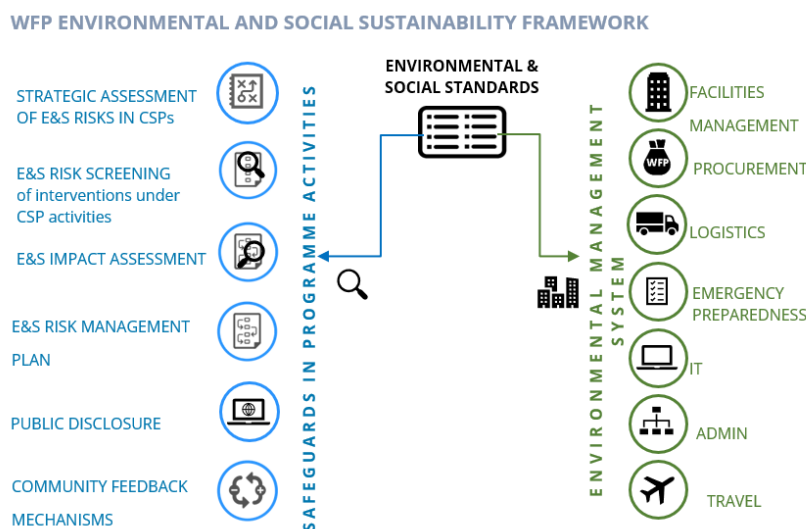 WFP ENVIRONMENTAL AND SOCIAL SUSTAINABILITY FRAMEWORK
STRATEGIC ASSESSMENT
OF E&S RISKS IN CSPs
E&S RISK SCREENING
of interventions under
CSP activities
E&S IMPACT ASSESSMENT
E&S RISK MANAGEMENT
PLAN
PUBLIC DISCLOSURE
COMMUNITY FEEDBACK
MECHANISMS
SAFEGUARDS IN PROGRAMME ACTIVITIES
ENVIRONMENTAL &
SOCIAL STANDARDS
ENVIRONMENTAL MANAGEMENT
SYSTEM
FACILITIES
MANAGEMENT
WFP
PROCUREMENT
LOGISTICS
EMERGENCY
PREPAREDNESS
IT
ADMIN
TRAVEL